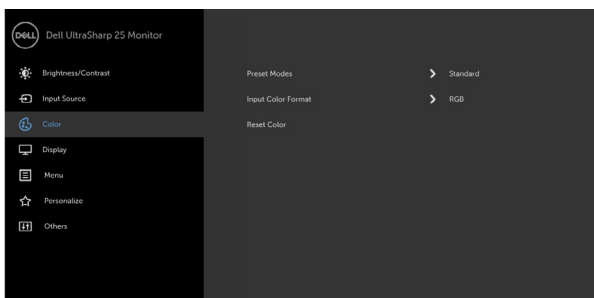 DELL Dell UltraSharp 25 Monitor
Brightness/Contrast
Preset Modes Standard
Input Source
Input Color Format RGB
Color
Reset Color
Display
Menu
Personalize
Others